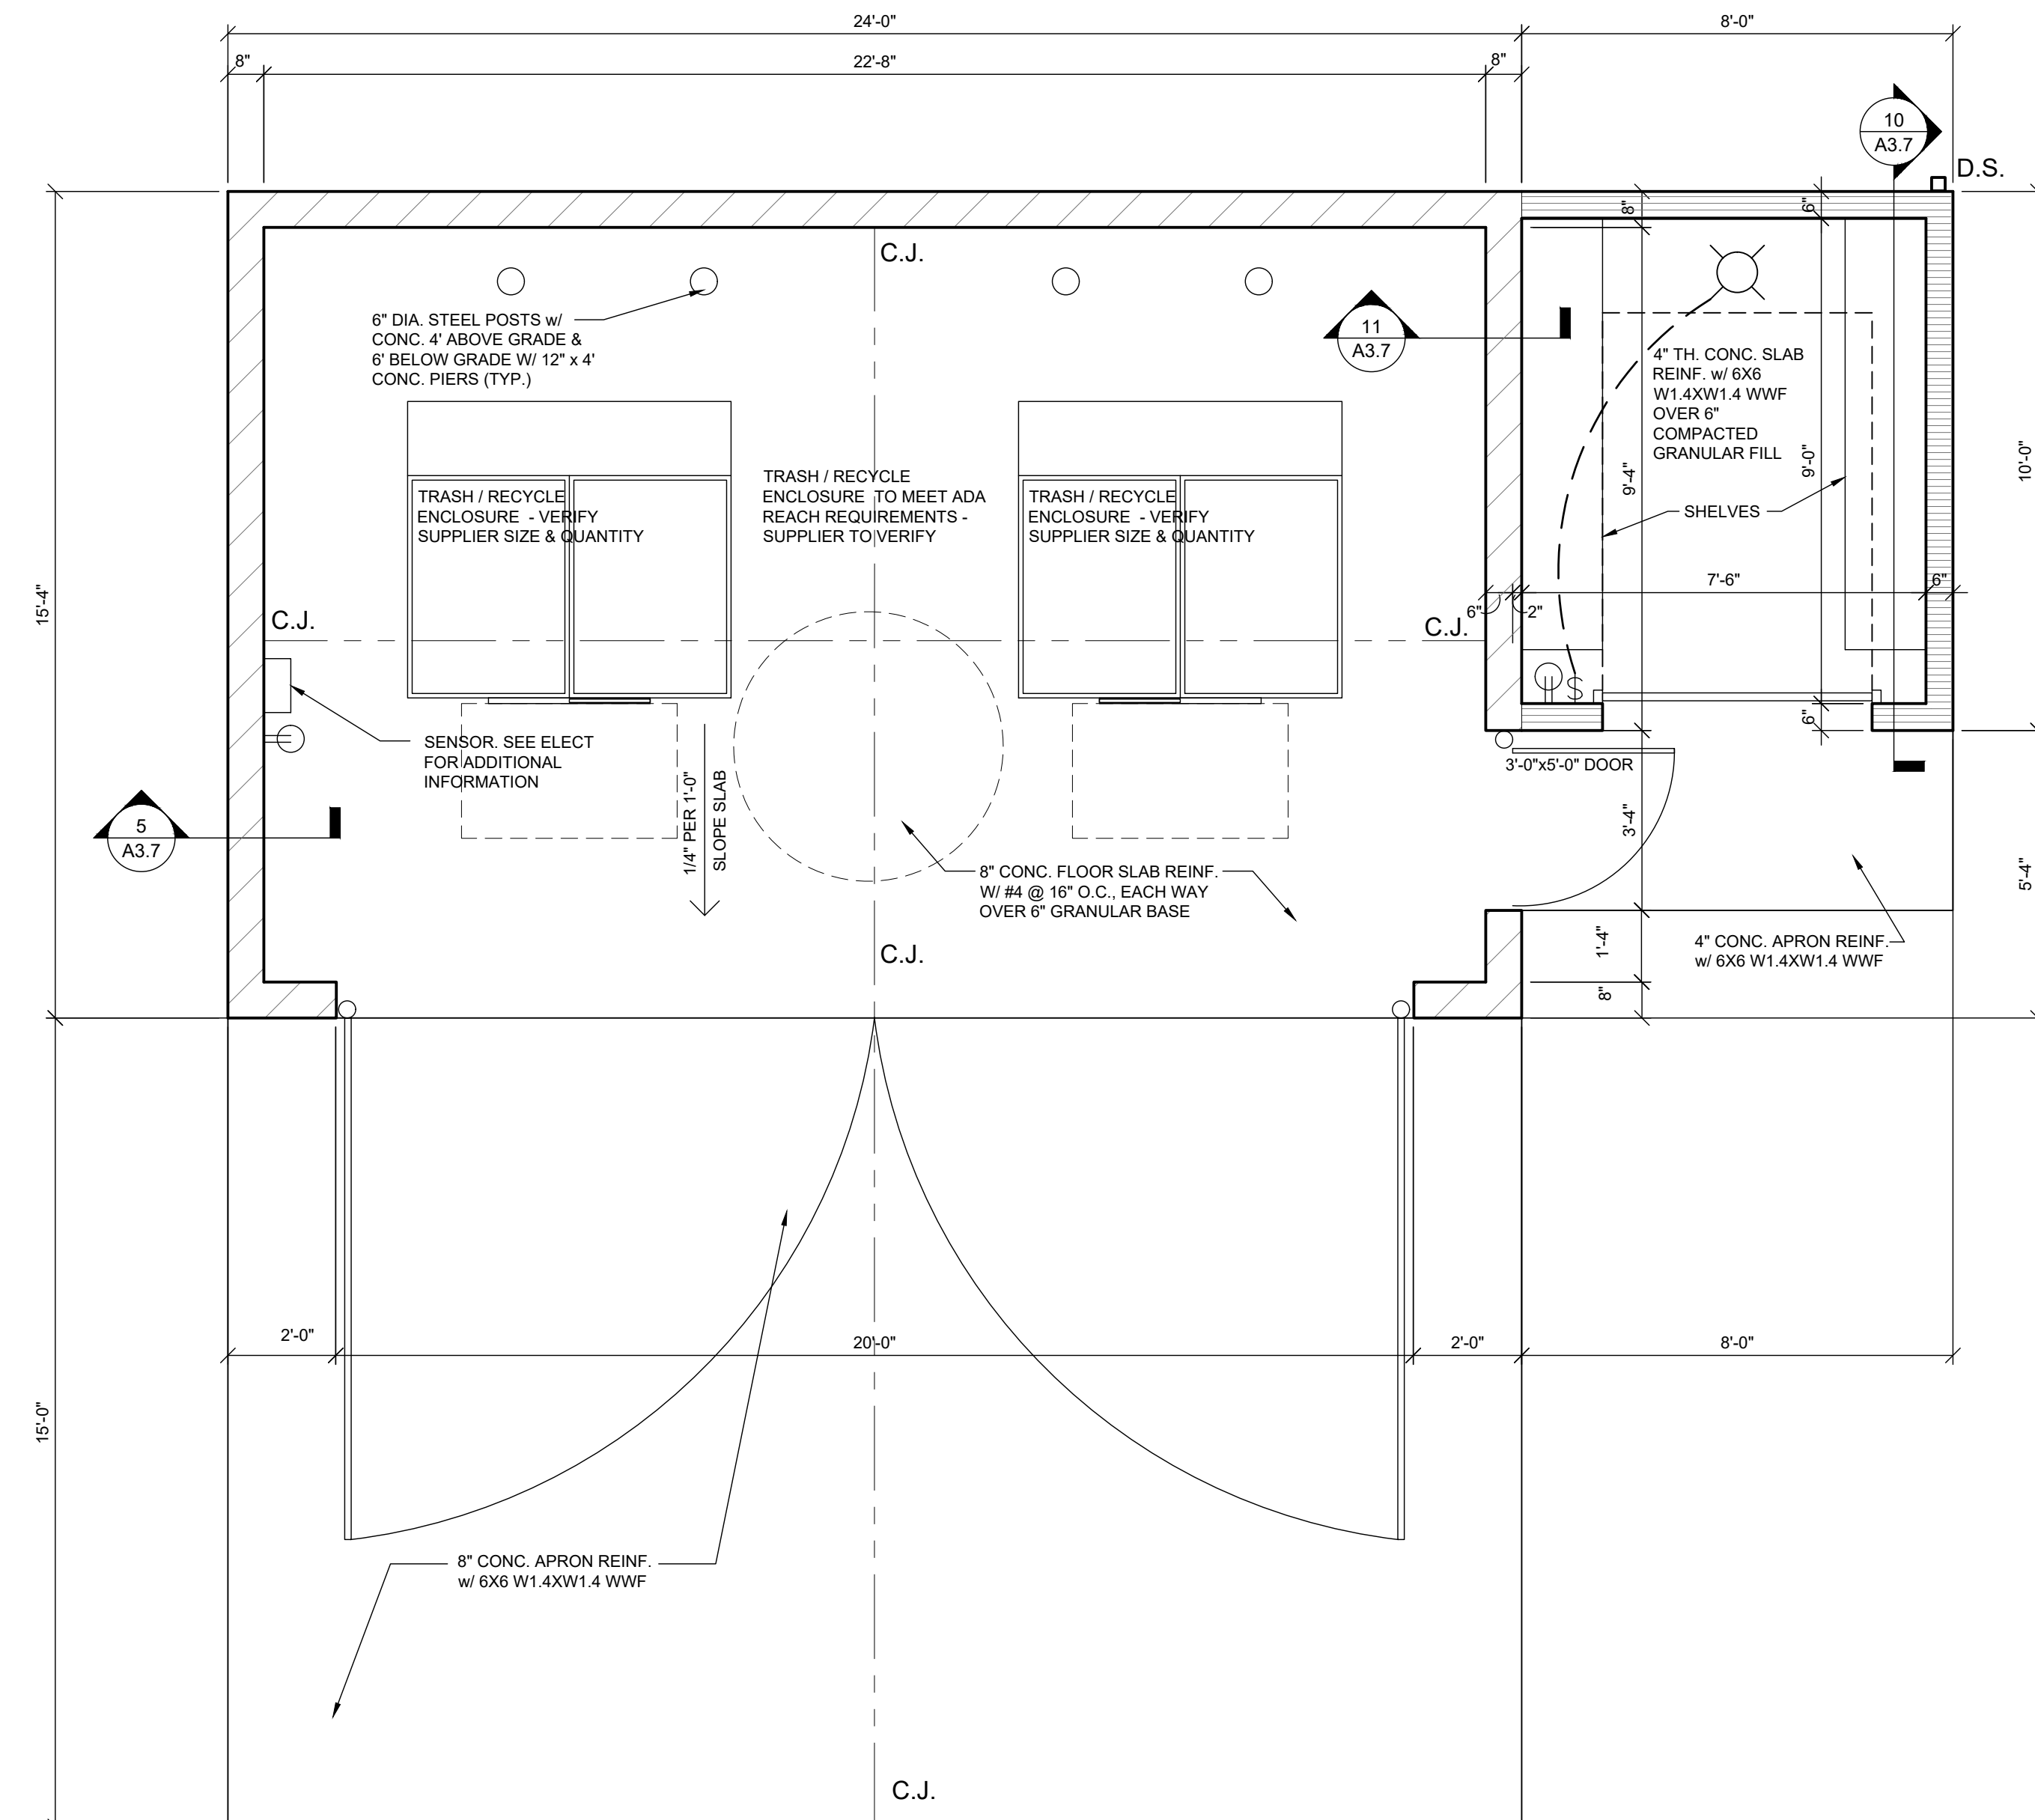 24'-0"
8'-0"
8"
22'-8"
8"
10
A3.7
D.S.
8"
6"
C.J.
6" DIA. STEEL POSTS w/
CONC. 4' ABOVE GRADE &
6' BELOW GRADE W/ 12" x 4'
CONC. PIERS (TYP.)
11
A3.7
4" TH. CONC. SLAB
REINF. w/ 6X6
W1.4XW1.4 WWF
OVER 6"
COMPACTED
GRANULAR FILL
9'-4"
9'-0"
10'-0"
TRASH / RECYCLE
ENCLOSURE - VERIFY
SUPPLIER SIZE & QUANTITY
TRASH / RECYCLE
ENCLOSURE TO MEET ADA
REACH REQUIREMENTS -
SUPPLIER TO VERIFY
TRASH / RECYCLE
ENCLOSURE - VERIFY
SUPPLIER SIZE & QUANTITY
SHELVES
15'-4"
7'-6"
6"
6"
2"
C.J.
C.J.
S
6"
SENSOR. SEE ELECT
FOR ADDITIONAL
INFORMATION
1/4" PER 1'-0"
SLOPE SLAB
3'-0"x5'-0" DOOR
3'-4"
5
A3.7
8" CONC. FLOOR SLAB REINF.
W/ #4 @ 16" O.C., EACH WAY
OVER 6" GRANULAR BASE
5'-4"
C.J.
1'-4"
4" CONC. APRON REINF.
w/ 6X6 W1.4XW1.4 WWF
8"
2'-0"
20'-0"
2'-0"
8'-0"
15'-0"
8" CONC. APRON REINF.
w/ 6X6 W1.4XW1.4 WWF
C.J.